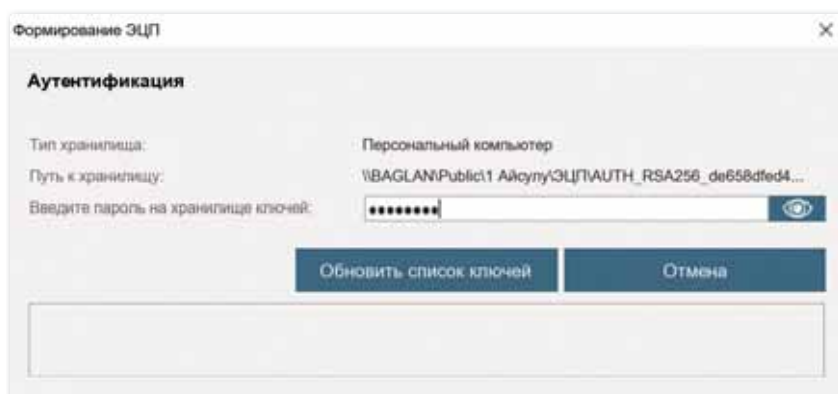 Формирование ЭЦП
Аутентификация
Тип хранилища: Персональный компьютер
Путь к хранилищу: \\BAGLAN\Public\1 Айсулу\ЭЦП\AUTH_RSA256_de658dfed4...
Введите пароль на хранилище ключей: ••••••••
Обновить список ключей Отмена